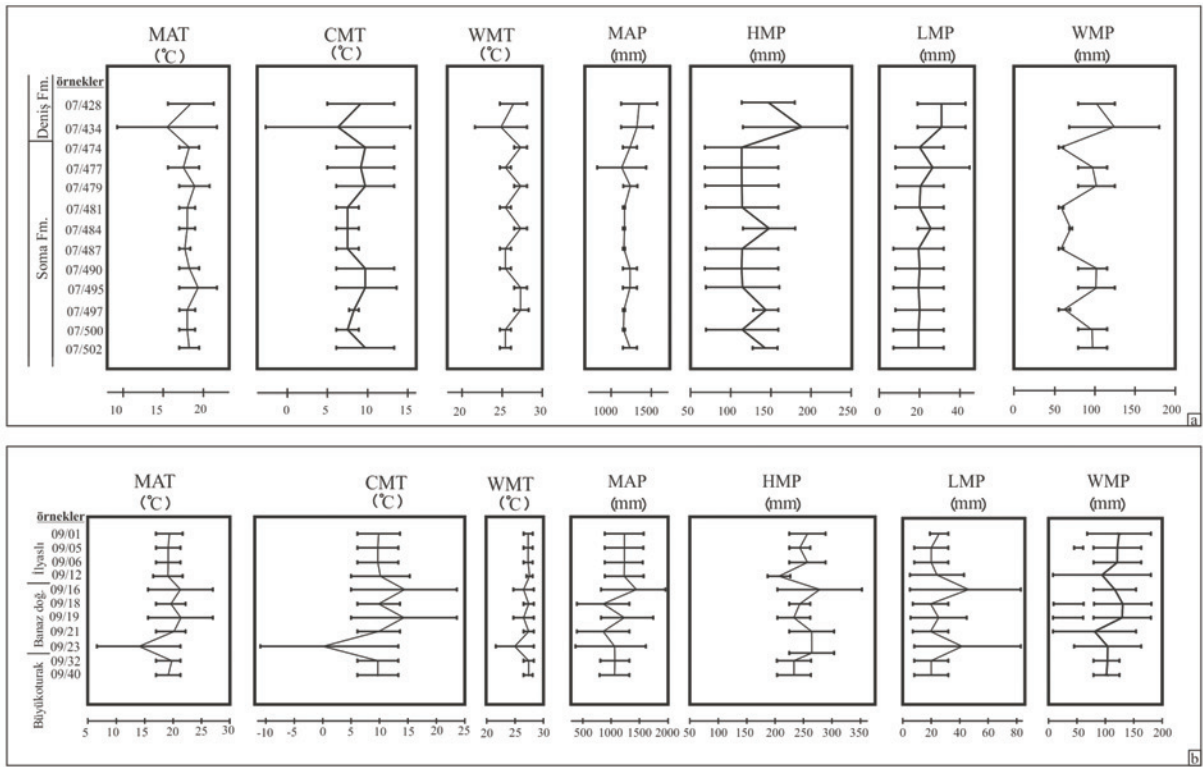 MAT CMT WMT MAP HMP LMP WMP
(°C) (°C) (°C) (mm) (mm) (mm) (mm)
örnekler
Deniş Fm.
07/428
07/434
Soma Fm.
07/474
07/477
07/479
07/481
07/484
07/487
07/490
07/495
07/497
07/500
07/502
10 20 0 5 10 15 20 30 1000 1500 50 100 150 200 250 0 20 40 0 50 100 150 200
a
MAT CMT WMT MAP HMP LMP WMP
(°C) (°C) (°C) (mm) (mm) (mm) (mm)
örnekler
İlyaslı
09/01
09/05
09/06
09/12
Banaz doğ.
09/16
09/18
09/19
09/21
09/23
Büyükoturak
09/32
09/40
5 10 15 20 25 30 -10 -5 0 5 10 15 20 25 20 30 500 1000 1500 2000 50 100 150 200 250 300 350 0 20 40 60 80 0 50 100 150 200
b